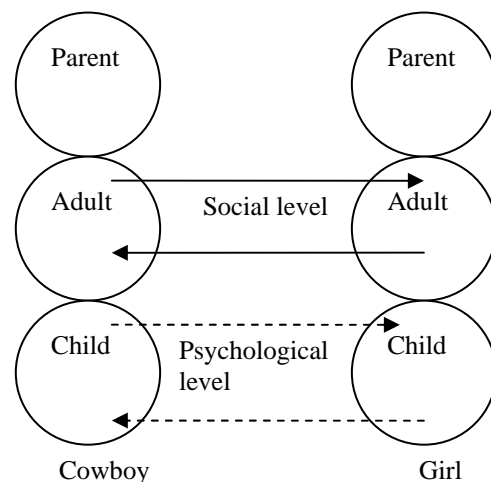 Parent Parent
Adult Social level Adult
Child Psychological level Child
Cowboy Girl